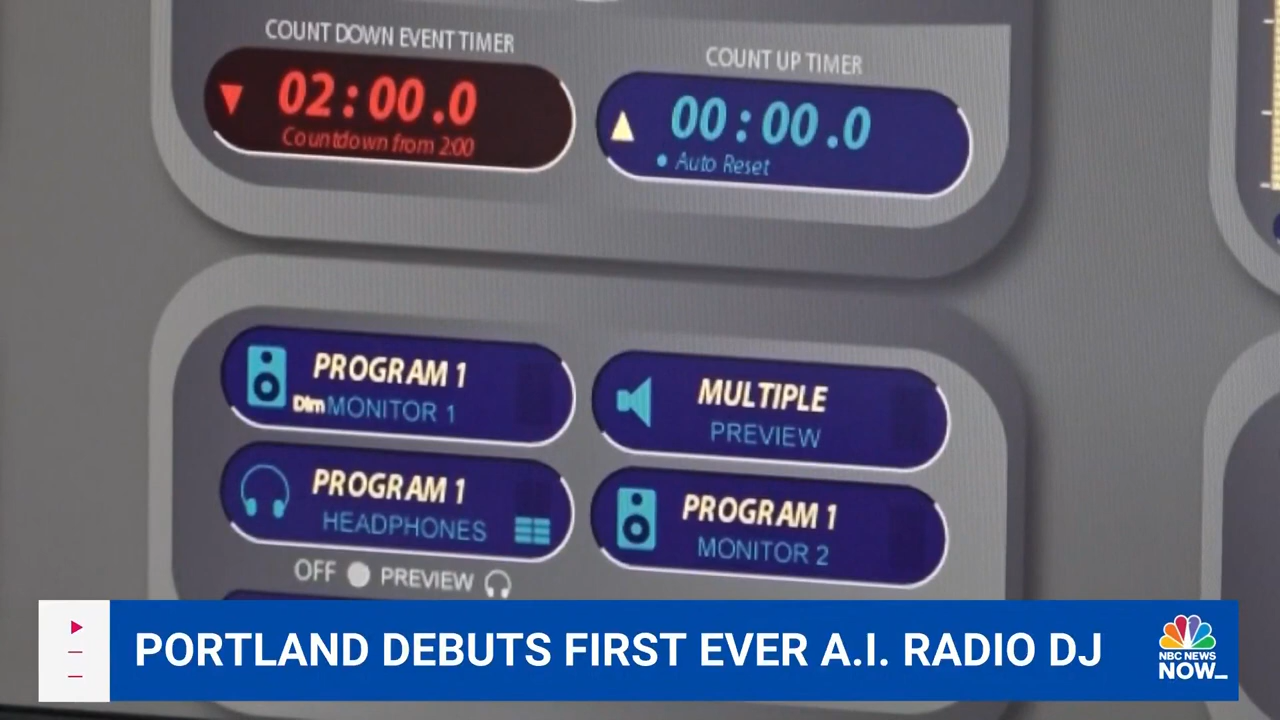 COUNT DOWN EVENT TIMER
02:00.0
Countdown from 2:00
COUNT UP TIMER
00:00.0
Auto Reset
PROGRAM 1
Dim MONITOR 1
MULTIPLE
PREVIEW
PROGRAM 1
HEADPHONES
PROGRAM 1
MONITOR 2
OFF PREVIEW
PORTLAND DEBUTS FIRST EVER A.I. RADIO DJ
NBC NEWS
NOW_